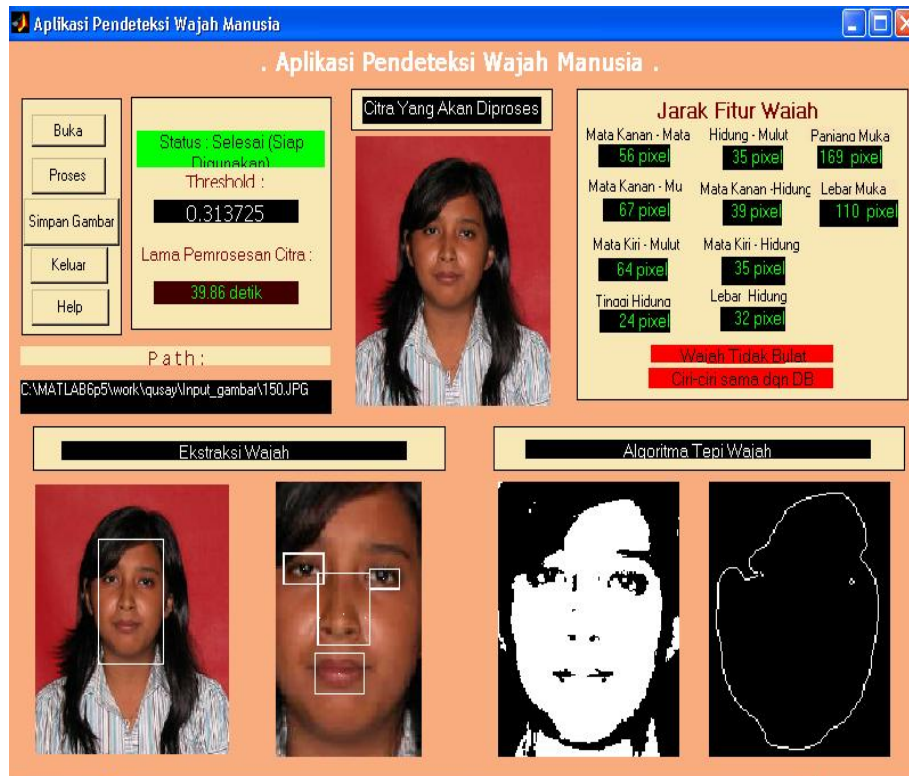 Aplikasi Pendeteksi Wajah Manusia
. Aplikasi Pendeteksi Wajah Manusia .
Buka
Proses
Simpan Gambar
Keluar
Help
Status : Selesai (Siap
Digunakan)
Threshold :
0.313725
Lama Pemrosesan Citra :
39.86 detik
Path :
C:\MATLAB6p5\work\qusay\Input_gambar\150.JPG
Citra Yang Akan Diproses
Jarak Fitur Wajah
Mata Kanan - Mata
56 pixel
Hidung - Mulut
35 pixel
Panjang Muka
169 pixel
Mata Kanan - Mu
67 pixel
Mata Kanan -Hidung
39 pixel
Lebar Muka
110 pixel
Mata Kiri - Mulut
64 pixel
Mata Kiri - Hidung
35 pixel
Tinggi Hidung
24 pixel
Lebar Hidung
32 pixel
Wajah Tidak Bulat
Ciri-ciri sama dgn DB
Ekstraksi Wajah
Algoritma Tepi Wajah